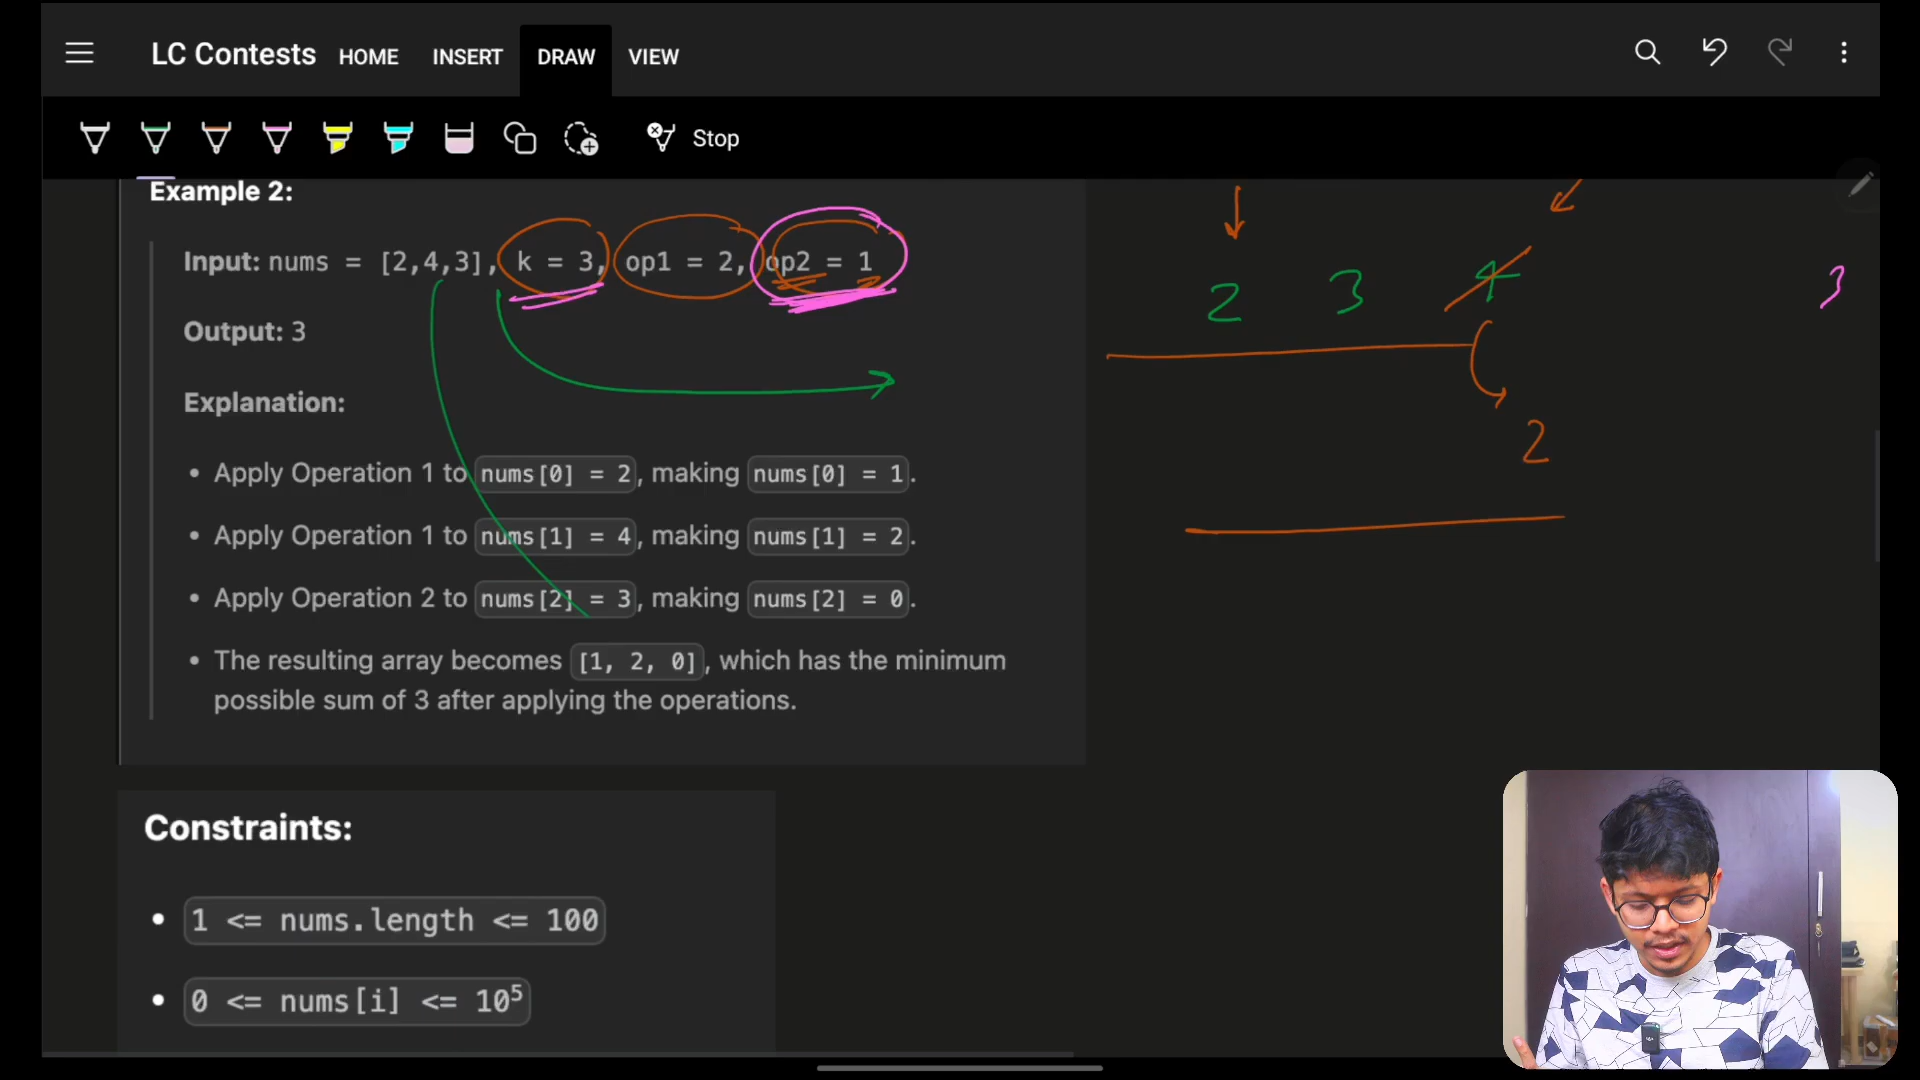 LC Contests HOME INSERT DRAW VIEW
Stop
Example 2:
Input: nums = [2,4,3], k = 3, op1 = 2, op2 = 1
Output: 3
Explanation:
• Apply Operation 1 to nums[0] = 2, making nums[0] = 1.
• Apply Operation 1 to nums[1] = 4, making nums[1] = 2.
• Apply Operation 2 to nums[2] = 3, making nums[2] = 0.
• The resulting array becomes [1, 2, 0], which has the minimum
possible sum of 3 after applying the operations.
2 3 4
3
2
Constraints:
• 1 <= nums.length <= 100
• 0 <= nums[i] <= 10⁵